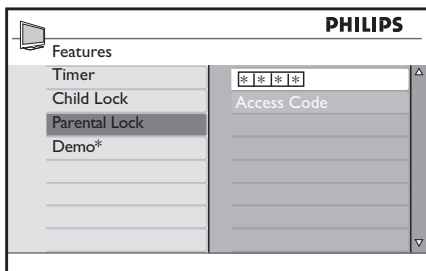 PHILIPS
Features
Timer
Child Lock
Parental Lock
Demo*
* * * *
Access Code